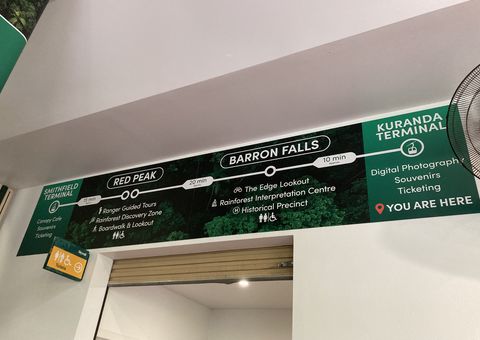 SMITHFIELD
TERMINAL
Canopy Cafe
Souvenirs
Ticketing
RED PEAK
Ranger Guided Tours
Rainforest Discovery Zone
Boardwalk & Lookout
20 min
BARRON FALLS
The Edge Lookout
Rainforest Interpretation Centre
Historical Precinct
10 min
KURANDA
TERMINAL
Digital Photography
Souvenirs
Ticketing
YOU ARE HERE